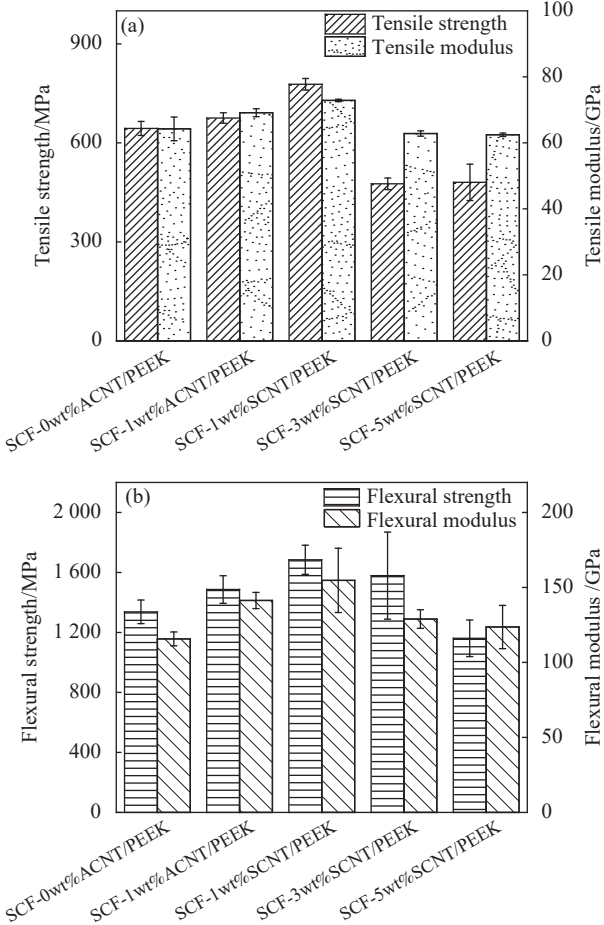 (a)
Tensile strength
Tensile modulus
Tensile strength/MPa
900
600
300
0
Tensile modulus/GPa
100
80
60
40
20
0
SCF-0wt%ACNT/PEEK
SCF-1wt%ACNT/PEEK
SCF-1wt%SCNT/PEEK
SCF-3wt%SCNT/PEEK
SCF-5wt%SCNT/PEEK
(b)
Flexural strength
Flexural modulus
Flexural strength/MPa
2 000
1 600
1 200
800
400
0
Flexural modulus /GPa
200
150
100
50
0
SCF-0wt%ACNT/PEEK
SCF-1wt%ACNT/PEEK
SCF-1wt%SCNT/PEEK
SCF-3wt%SCNT/PEEK
SCF-5wt%SCNT/PEEK